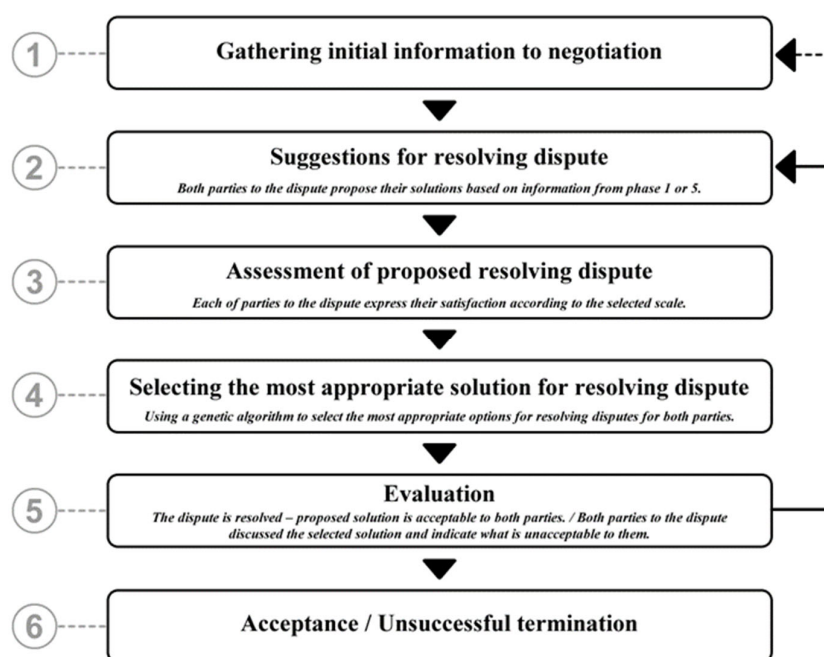 1
Gathering initial information to negotiation
2
Suggestions for resolving dispute
Both parties to the dispute propose their solutions based on information from phase 1 or 5.
3
Assessment of proposed resolving dispute
Each of parties to the dispute express their satisfaction according to the selected scale.
4
Selecting the most appropriate solution for resolving dispute
Using a genetic algorithm to select the most appropriate options for resolving disputes for both parties.
5
Evaluation
The dispute is resolved – proposed solution is acceptable to both parties. / Both parties to the dispute
discussed the selected solution and indicate what is unacceptable to them.
6
Acceptance / Unsuccessful termination